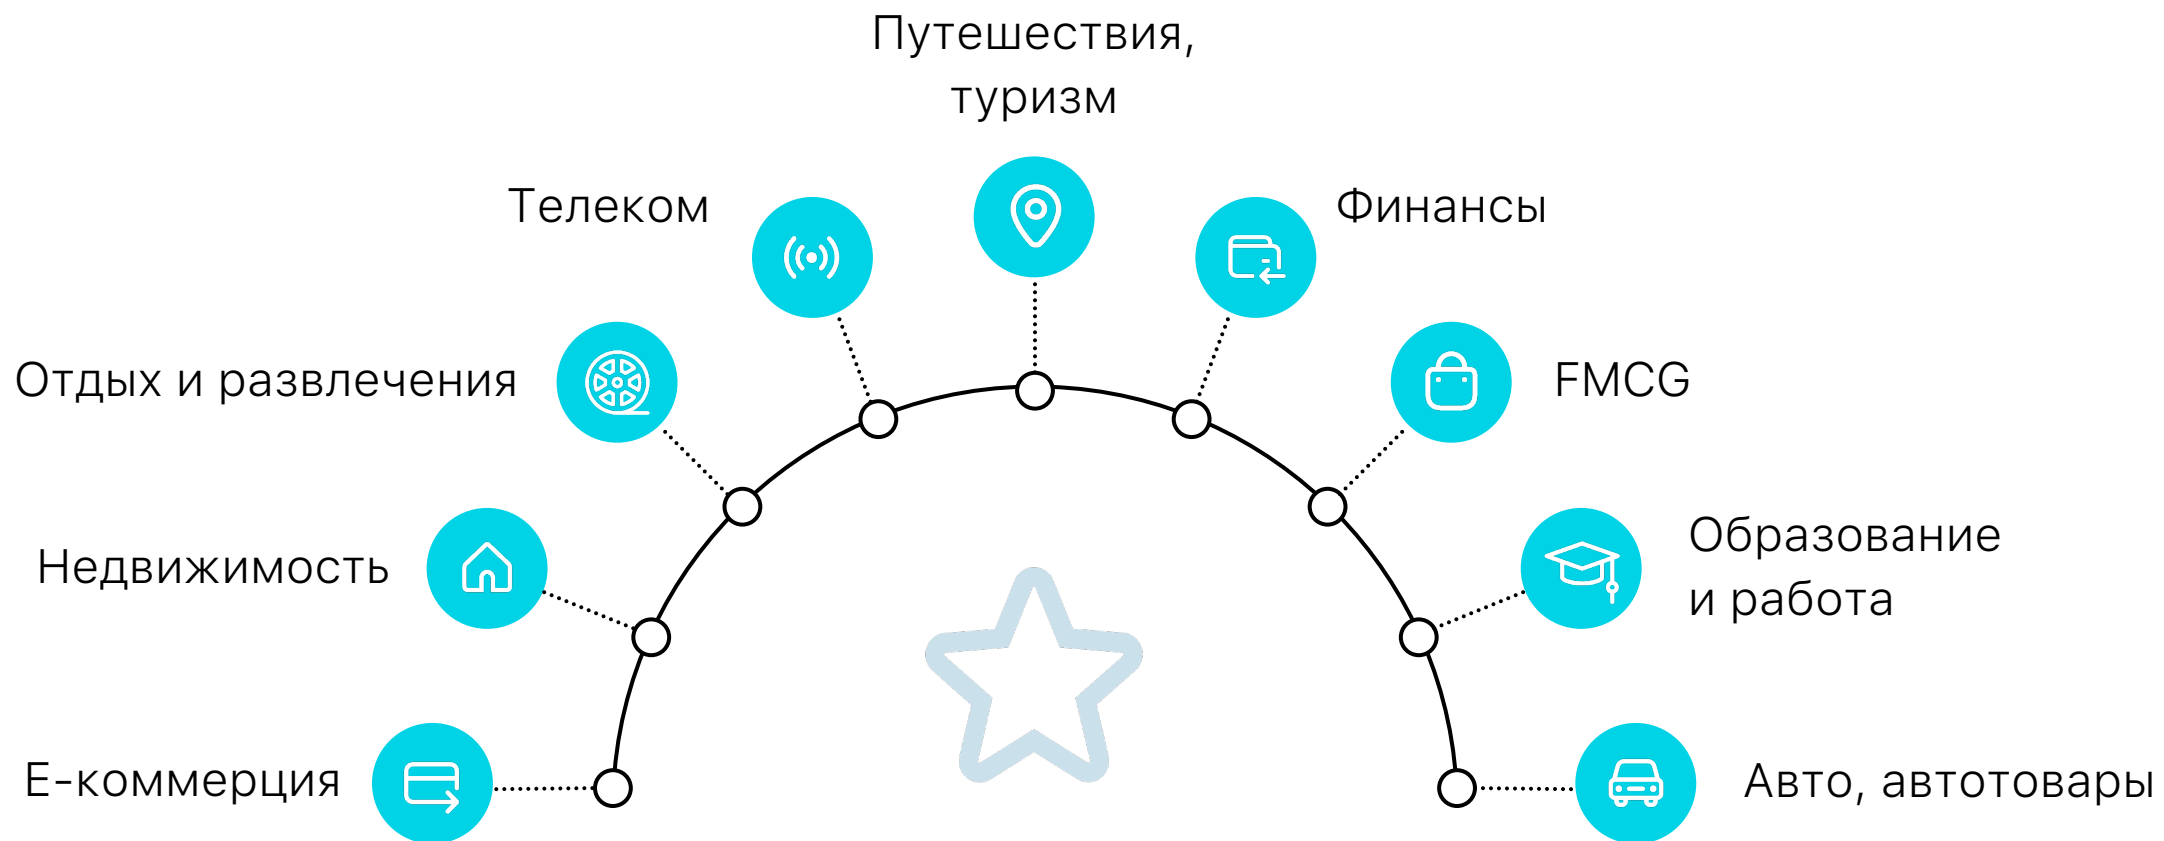 Путешествия,
туризм
Телеком
Финансы
Отдых и развлечения
FMCG
Образование
и работа
Недвижимость
Е-коммерция
Авто, автотовары